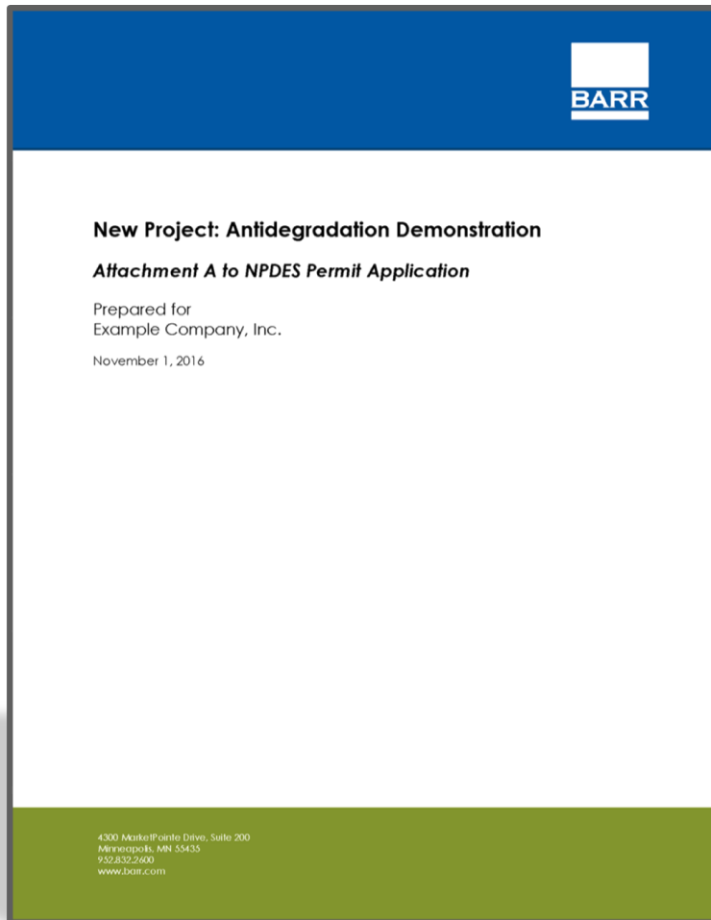 BARR
New Project: Antidegradation Demonstration
Attachment A to NPDES Permit Application
Prepared for
Example Company, Inc.
November 1, 2016
4300 MarketPointe Drive, Suite 200
Minneapolis, MN 55435
952.832.2600
www.barr.com